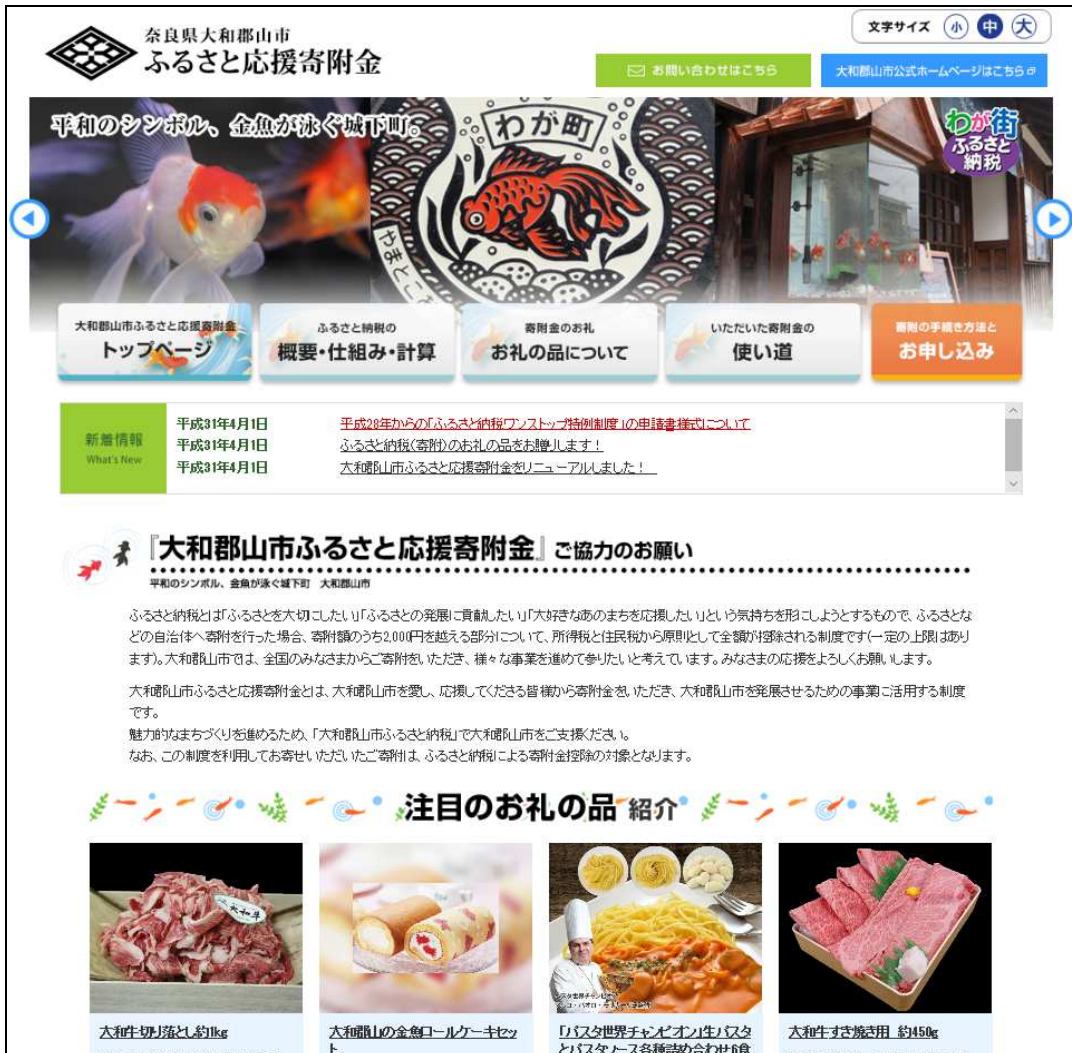 奈良県大和郡山市
ふるさと応援寄附金
文字サイズ 小 中 大
お問い合わせはこちら
大和郡山市公式ホームページはこちら
平和のシンボル、金魚が泳ぐ城下町。
わが町
やまとこ
わが街
ふるさと
納税
大和郡山市ふるさと応援寄附金
トップページ
ふるさと納税の
概要・仕組み・計算
寄附金のお礼
お礼の品について
いただいた寄附金の
使い道
寄附の手続き方法と
お申し込み
新着情報
What's New
平成31年4月1日 平成28年からの「ふるさと納税ワンストップ特例制度」の申請書様式について
平成31年4月1日 ふるさと納税(寄附)のお礼の品をお贈りします!
平成31年4月1日 大和郡山市ふるさと応援寄附金をリニューアルしました!
『大和郡山市ふるさと応援寄附金』ご協力のお願い
平和のシンボル、金魚が泳ぐ城下町 大和郡山市
ふるさと納税とは「ふるさとを大切にしたい」「ふるさとの発展に貢献したい」「大好きなあのまちを応援したい」という気持ちを形にしようとするもので、ふるさとな
どの自治体へ寄附を行った場合、寄附額のうち2,000円を越える部分について、所得税と住民税から原則として全額が控除される制度です(一定の上限はあり
ます)。大和郡山市では、全国のみなさまからご寄附をいただき、様々な事業を進めて参りたいと考えています。みなさまの応援をよろしくお願いします。
大和郡山市ふるさと応援寄附金とは、大和郡山市を愛し、応援してくださる皆様から寄附金をいただき、大和郡山市を発展させるための事業に活用する制度
です。
魅力的なまちづくりを進めるため、「大和郡山市ふるさと納税」で大和郡山市をご支援ください。
なお、この制度を利用してお寄せいただいたご寄附は、ふるさと納税による寄附金控除の対象となります。
注目のお礼の品 紹介
大和牛
大和牛切り落とし約1kg
大和郡山の金魚ロールケーキセッ
ト
「パスタ世界チャンピオン」生パスタ
とパスタソース各種詰め合わせ6食
大和牛すき焼き用 約450g